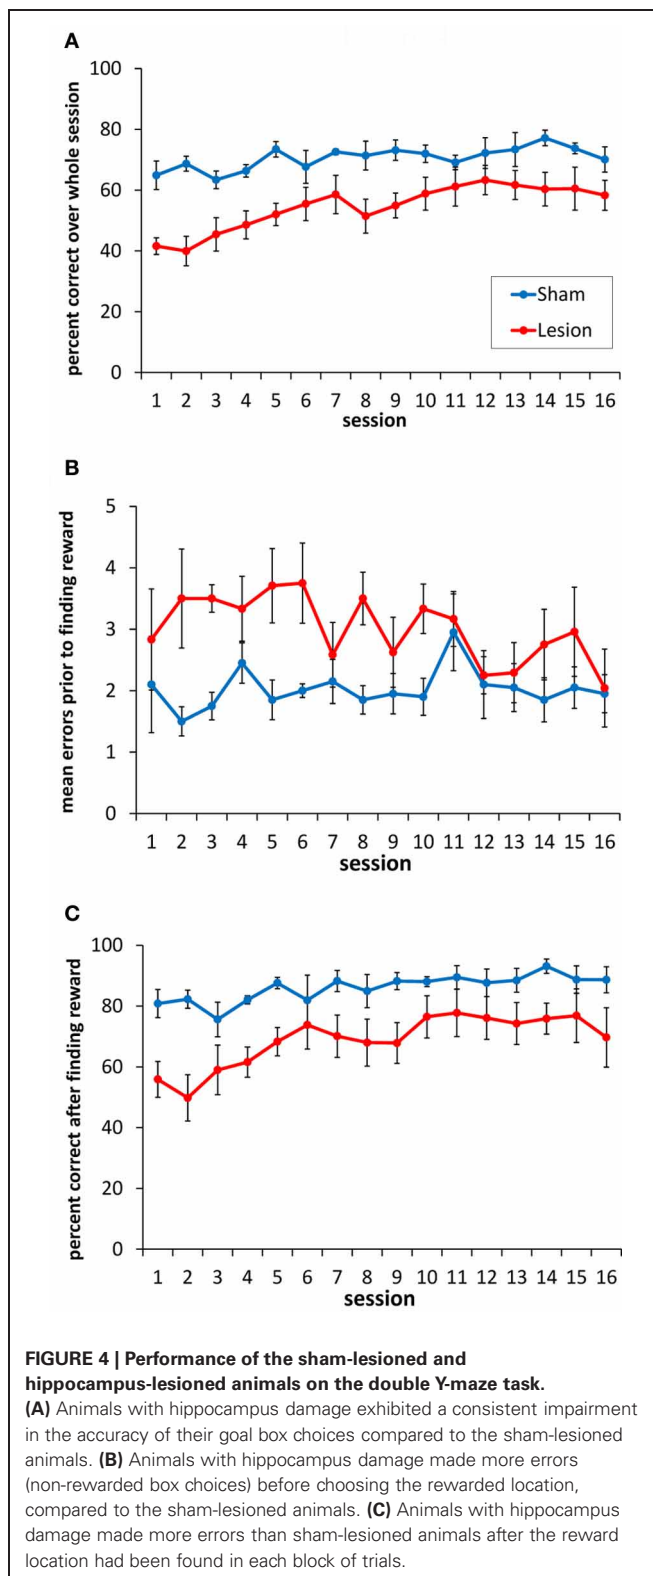 A
percent correct over whole session
100
80
60
40
20
0
Sham
Lesion
1 2 3 4 5 6 7 8 9 10 11 12 13 14 15 16
session
B
mean errors prior to finding reward
5
4
3
2
1
0
1 2 3 4 5 6 7 8 9 10 11 12 13 14 15 16
session
C
percent correct after finding reward
100
80
60
40
20
0
1 2 3 4 5 6 7 8 9 10 11 12 13 14 15 16
session
FIGURE 4 | Performance of the sham-lesioned and
hippocampus-lesioned animals on the double Y-maze task.
(A) Animals with hippocampus damage exhibited a consistent impairment
in the accuracy of their goal box choices compared to the sham-lesioned
animals. (B) Animals with hippocampus damage made more errors
(non-rewarded box choices) before choosing the rewarded location,
compared to the sham-lesioned animals. (C) Animals with hippocampus
damage made more errors than sham-lesioned animals after the reward
location had been found in each block of trials.